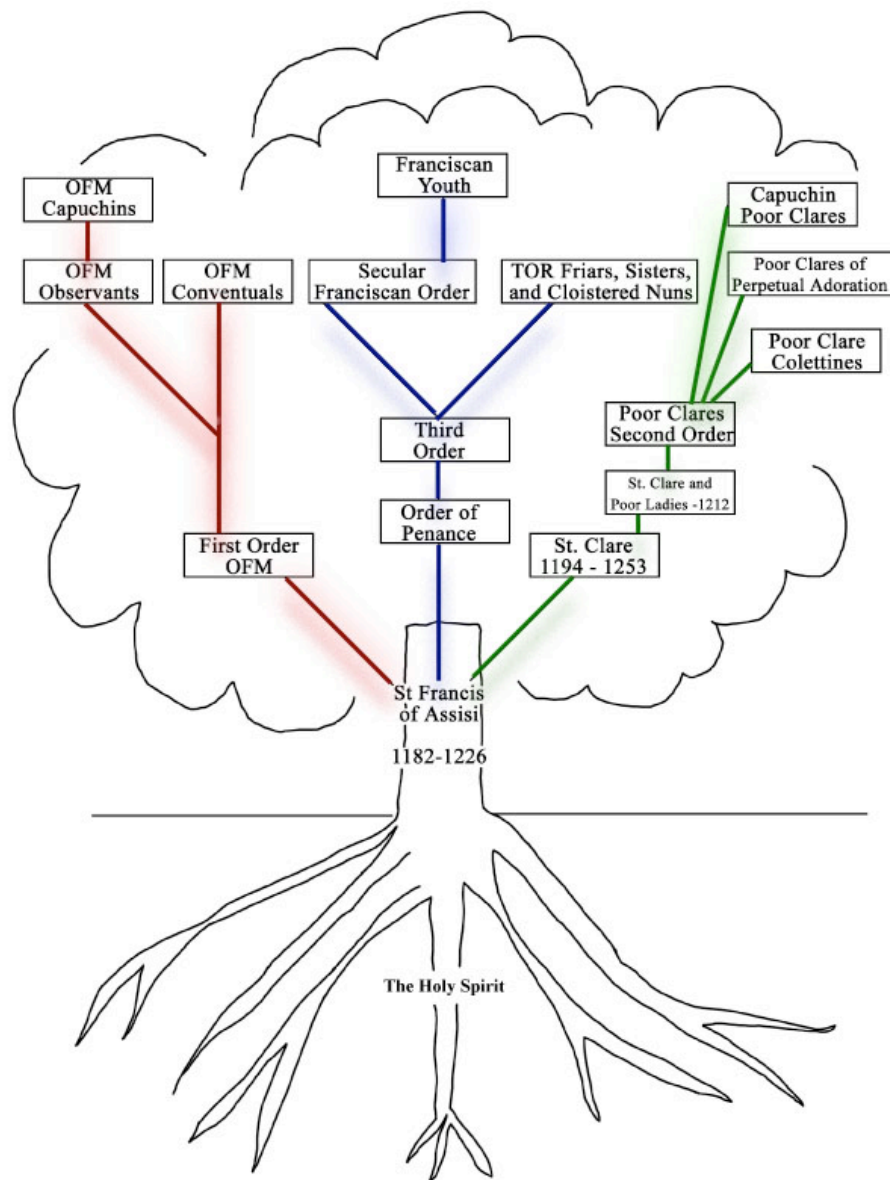 Franciscan
Youth
OFM
Capuchins
Capuchin
Poor Clares
OFM
Observants
OFM
Conventuals
Secular
Franciscan Order
TOR Friars, Sisters,
and Cloistered Nuns
Poor Clares of
Perpetual Adoration
Poor Clare
Colettines
Third
Order
Poor Clares
Second Order
St. Clare and
Poor Ladies -1212
Order of
Penance
First Order
OFM
St. Clare
1194 - 1253
St Francis
of Assisi
1182-1226
The Holy Spirit